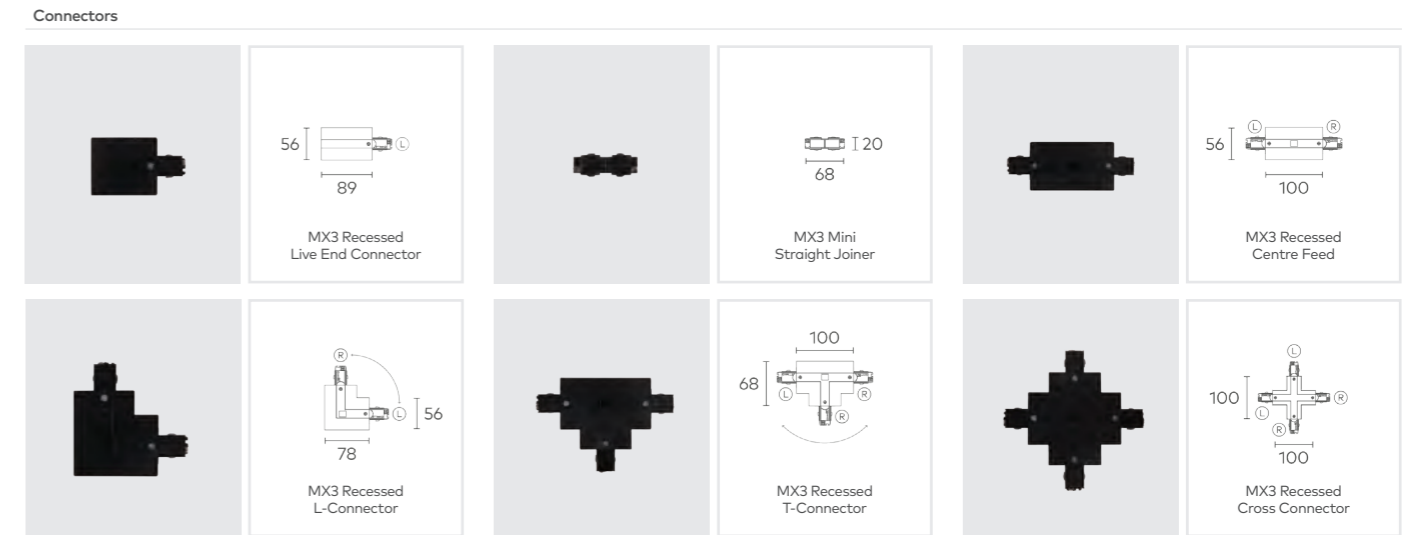 Connectors
56
L
89
MX3 Recessed
Live End Connector
20
68
MX3 Mini
Straight Joiner
L
R
56
100
MX3 Recessed
Centre Feed
R
L
56
78
MX3 Recessed
L-Connector
100
68
L
R
R
MX3 Recessed
T-Connector
L
100
R
L
R
100
MX3 Recessed
Cross Connector